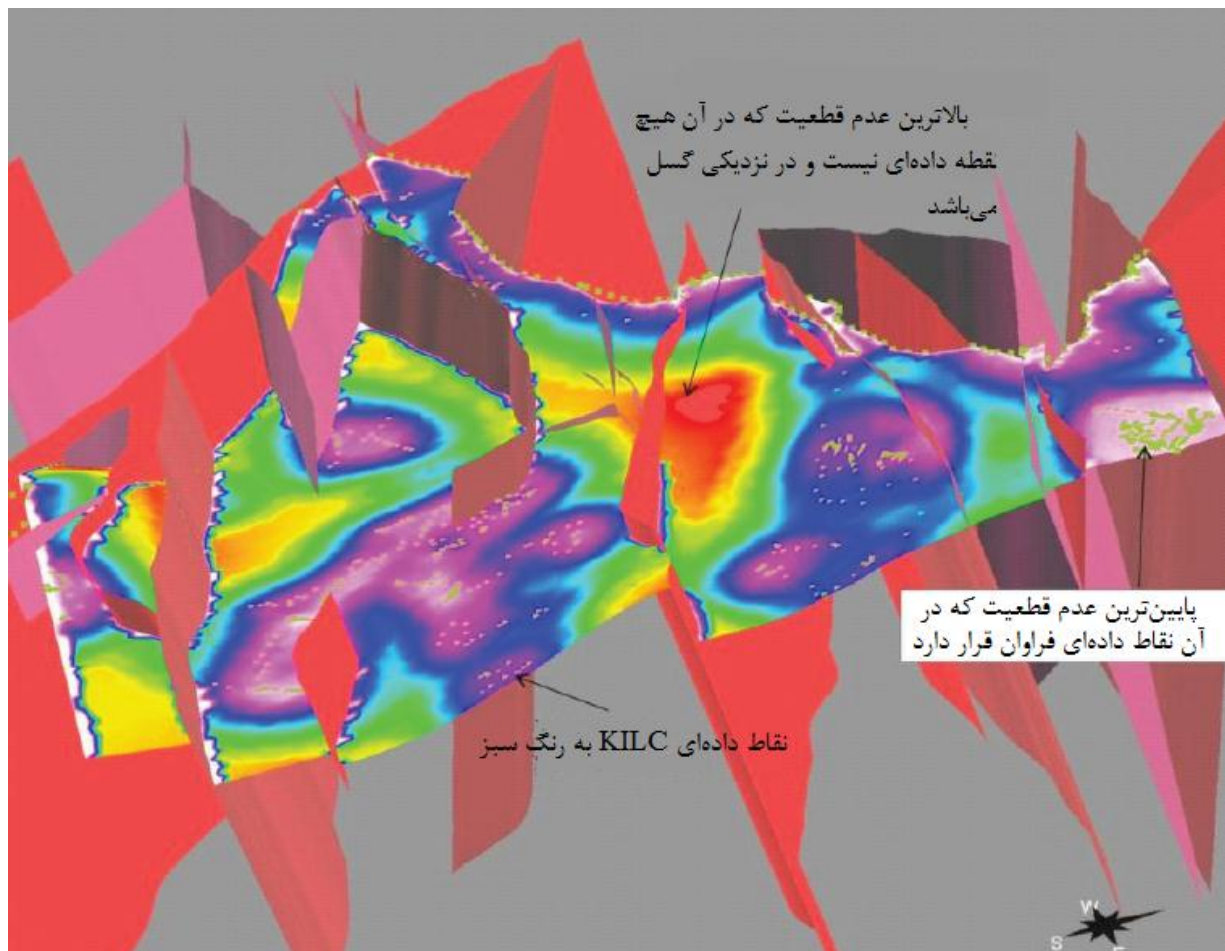 بالاترین عدم قطعیت که در آن هیچ
نقطه داده‌ای نیست و در نزدیکی گسل
می‌باشد
پایین‌ترین عدم قطعیت که در
آن نقاط داده‌ای فراوان قرار دارد
نقاط داده‌ای KILC به رنگ سبز
W
S